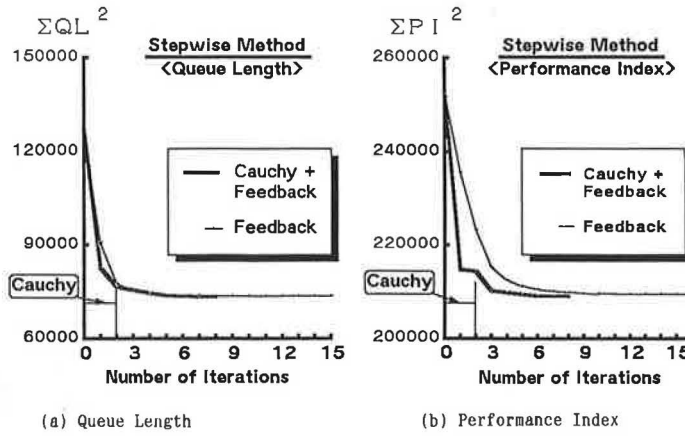 ΣQL 2
Stepwise Method
<Queue Length>
150000
120000
90000
60000
Cauchy +
Feedback
Feedback
Cauchy
0 3 6 9 12 15
Number of Iterations
(a) Queue Length
ΣPI 2
Stepwise Method
<Performance Index>
260000
250000
240000
220000
200000
Cauchy +
Feedback
Feedback
Cauchy
0 3 6 9 12 15
Number of Iterations
(b) Performance Index